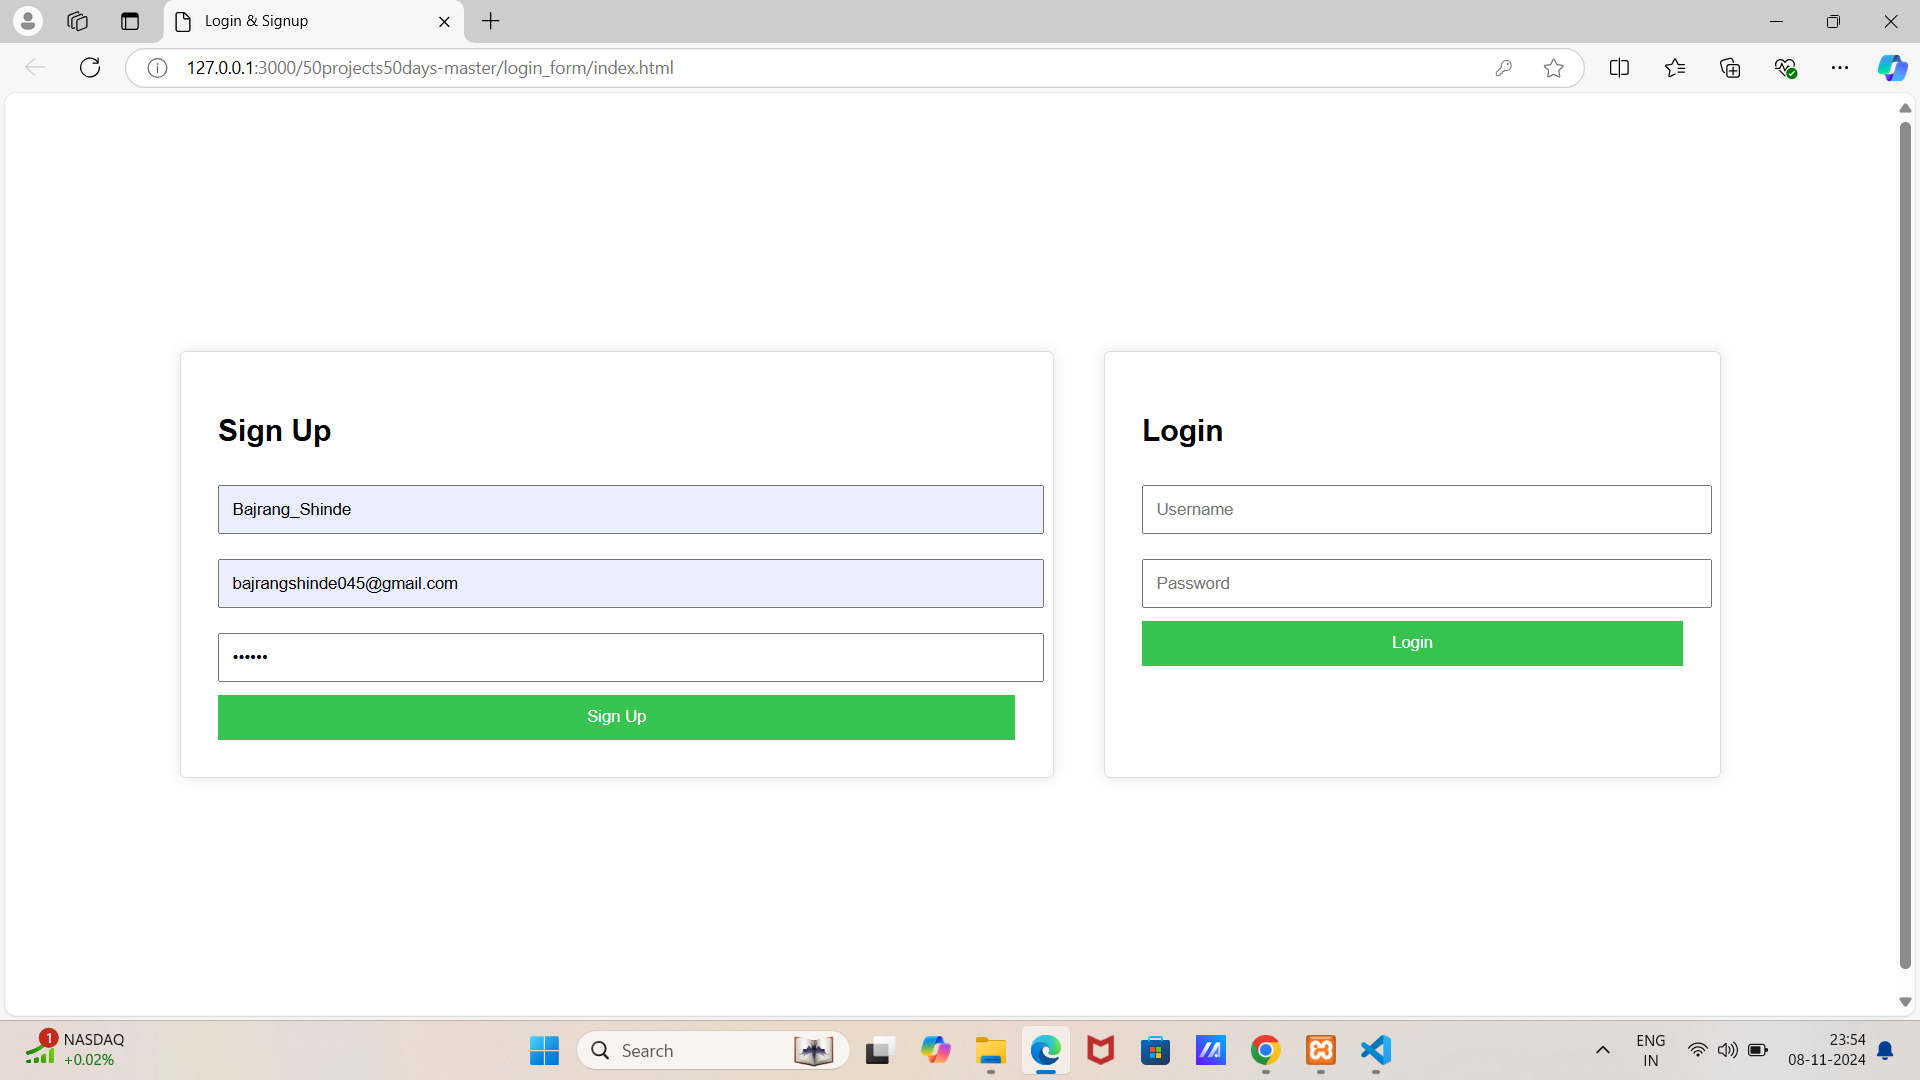 Login & Signup
127.0.0.1:3000/50projects50days-master/login_form/index.html
Sign Up
Bajrang_Shinde
bajrangshinde045@gmail.com
••••••
Sign Up
Login
Username
Password
Login
1
NASDAQ
+0.02%
Search
ENG
IN
23:54
08-11-2024